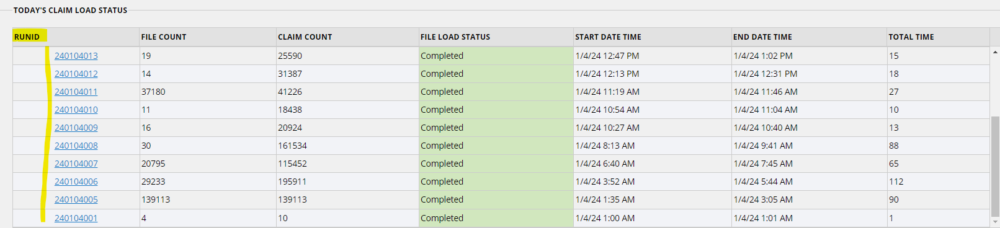 TODAY'S CLAIM LOAD STATUS
RUNID FILE COUNT CLAIM COUNT FILE LOAD STATUS START DATE TIME END DATE TIME TOTAL TIME
240104013 19 25590 Completed 1/4/24 12:47 PM 1/4/24 1:02 PM 15
240104012 14 31387 Completed 1/4/24 12:13 PM 1/4/24 12:31 PM 18
240104011 37180 41226 Completed 1/4/24 11:19 AM 1/4/24 11:46 AM 27
240104010 11 18438 Completed 1/4/24 10:54 AM 1/4/24 11:04 AM 10
240104009 16 20924 Completed 1/4/24 10:27 AM 1/4/24 10:40 AM 13
240104008 30 161534 Completed 1/4/24 8:13 AM 1/4/24 9:41 AM 88
240104007 20795 115452 Completed 1/4/24 6:40 AM 1/4/24 7:45 AM 65
240104006 29233 195911 Completed 1/4/24 3:52 AM 1/4/24 5:44 AM 112
240104005 139113 139113 Completed 1/4/24 1:35 AM 1/4/24 3:05 AM 90
240104001 4 10 Completed 1/4/24 1:00 AM 1/4/24 1:01 AM 1